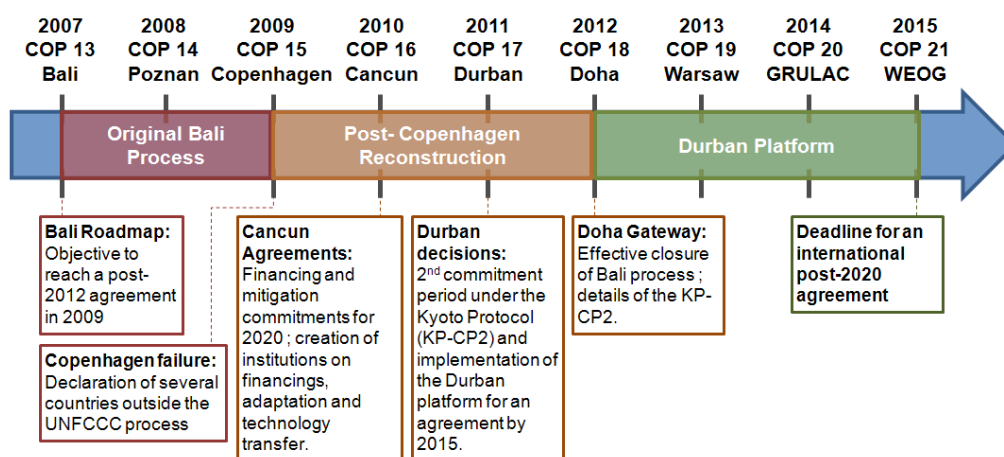 2007
COP 13
Bali
2008
COP 14
Poznan
2009
COP 15
Copenhagen
2010
COP 16
Cancun
2011
COP 17
Durban
2012
COP 18
Doha
2013
COP 19
Warsaw
2014
COP 20
GRULAC
2015
COP 21
WEOG
Original Bali
Process
Post- Copenhagen
Reconstruction
Durban Platform
Bali Roadmap:
Objective to
reach a post-
2012 agreement
in 2009
Copenhagen failure:
Declaration of several
countries outside the
UNFCCC process
Cancun
Agreements:
Financing and
mitigation
commitments for
2020 ; creation of
institutions on
financings,
adaptation and
technology
transfer.
Durban
decisions:
2nd commitment
period under the
Kyoto Protocol
(KP-CP2) and
implementation of
the Durban
platform for an
agreement by
2015.
Doha Gateway:
Effective closure
of Bali process ;
details of the KP-
CP2.
Deadline for an
international
post-2020
agreement